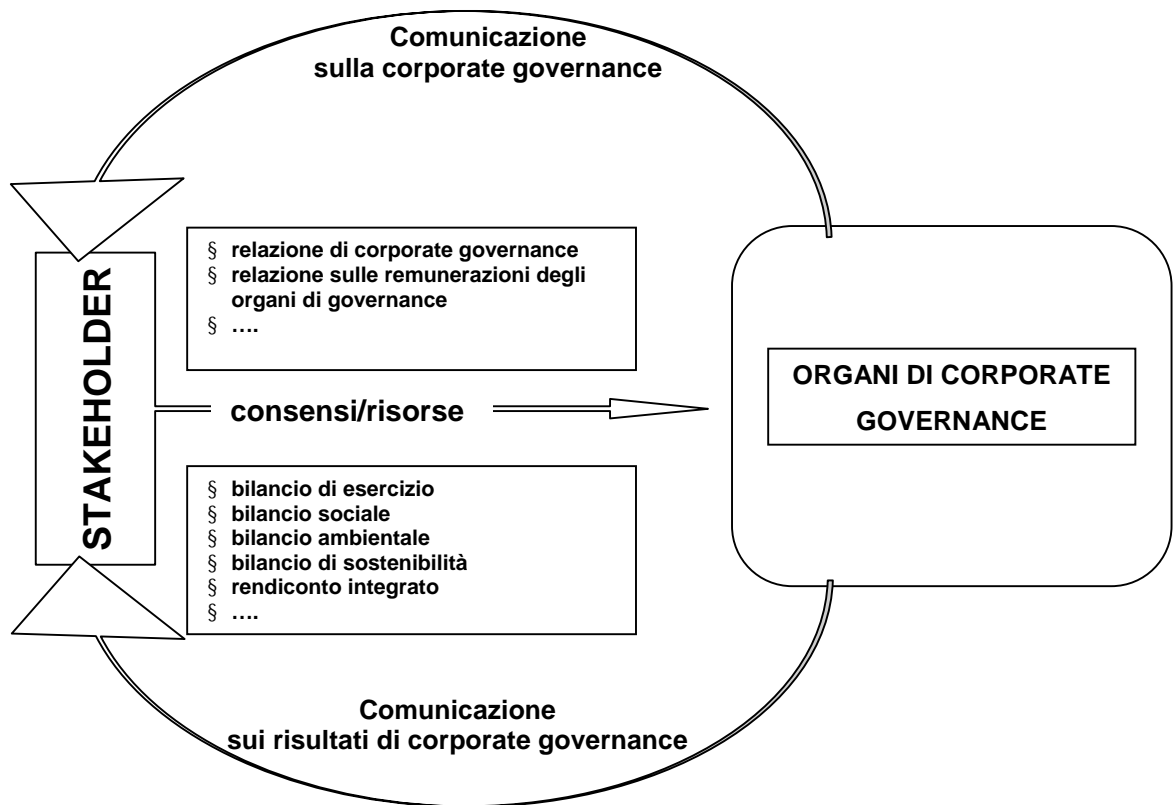 Comunicazione
sulla corporate governance
§ relazione di corporate governance
§ relazione sulle remunerazioni degli
organi di governance
§ ….
STAKEHOLDER
consensi/risorse
ORGANI DI CORPORATE
GOVERNANCE
§ bilancio di esercizio
§ bilancio sociale
§ bilancio ambientale
§ bilancio di sostenibilità
§ rendiconto integrato
§ ….
Comunicazione
sui risultati di corporate governance